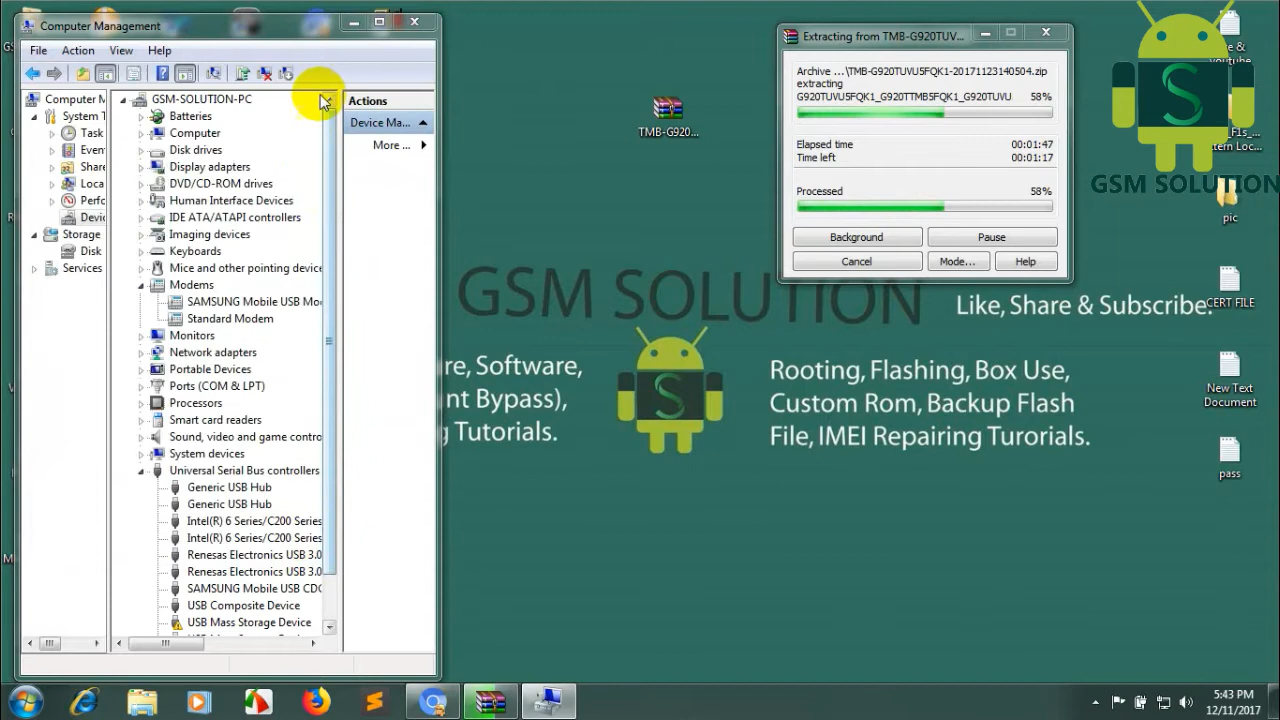 Computer Management
File Action View Help
Computer M
System T
Task
Even
Share
Loca
Perfo
Devic
Storage
Disk
Services
GSM-SOLUTION-PC
Batteries
Computer
Disk drives
Display adapters
DVD/CD-ROM drives
Human Interface Devices
IDE ATA/ATAPI controllers
Imaging devices
Keyboards
Mice and other pointing device
Modems
SAMSUNG Mobile USB Mo
Standard Modem
Monitors
Network adapters
Portable Devices
Ports (COM & LPT)
Processors
Smart card readers
Sound, video and game contro
System devices
Universal Serial Bus controllers
Generic USB Hub
Generic USB Hub
Intel(R) 6 Series/C200 Series
Intel(R) 6 Series/C200 Series
Renesas Electronics USB 3.0
Renesas Electronics USB 3.0
SAMSUNG Mobile USB CDC
USB Composite Device
USB Mass Storage Device
Actions
Device Ma...
More ...
TMB-G920...
Extracting from TMB-G920TUV...
Archive ...\TMB-G920TUVU5FQK1-20171123140504.zip
extracting
G920TUVU5FQK1_G920TTMB5FQK1_G920TUVU 58%
Elapsed time 00:01:47
Time left 00:01:17
Processed 58%
Background Pause
Cancel Mode... Help
S
GSM SOLUTION
GSM SOLUTION
Like, Share & Subscribe.
re, Software,
nt Bypass),
g Tutorials.
S
Rooting, Flashing, Box Use,
Custom Rom, Backup Flash
File, IMEI Repairing Turorials.
pic
CERT FILE
New Text
Document
pass
5:43 PM
12/11/2017